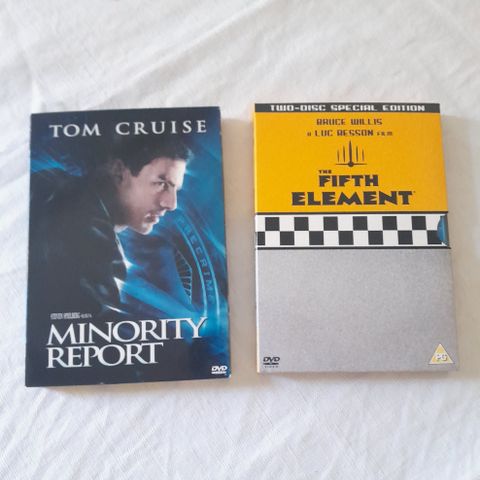 TOM CRUISE
PRECRIME
MINORITY
REPORT
DVD
TWO-DISC SPECIAL EDITION
BRUCE WILLIS
A LUC BESSON FILM
THE
FIFTH
ELEMENT
DVD
PG